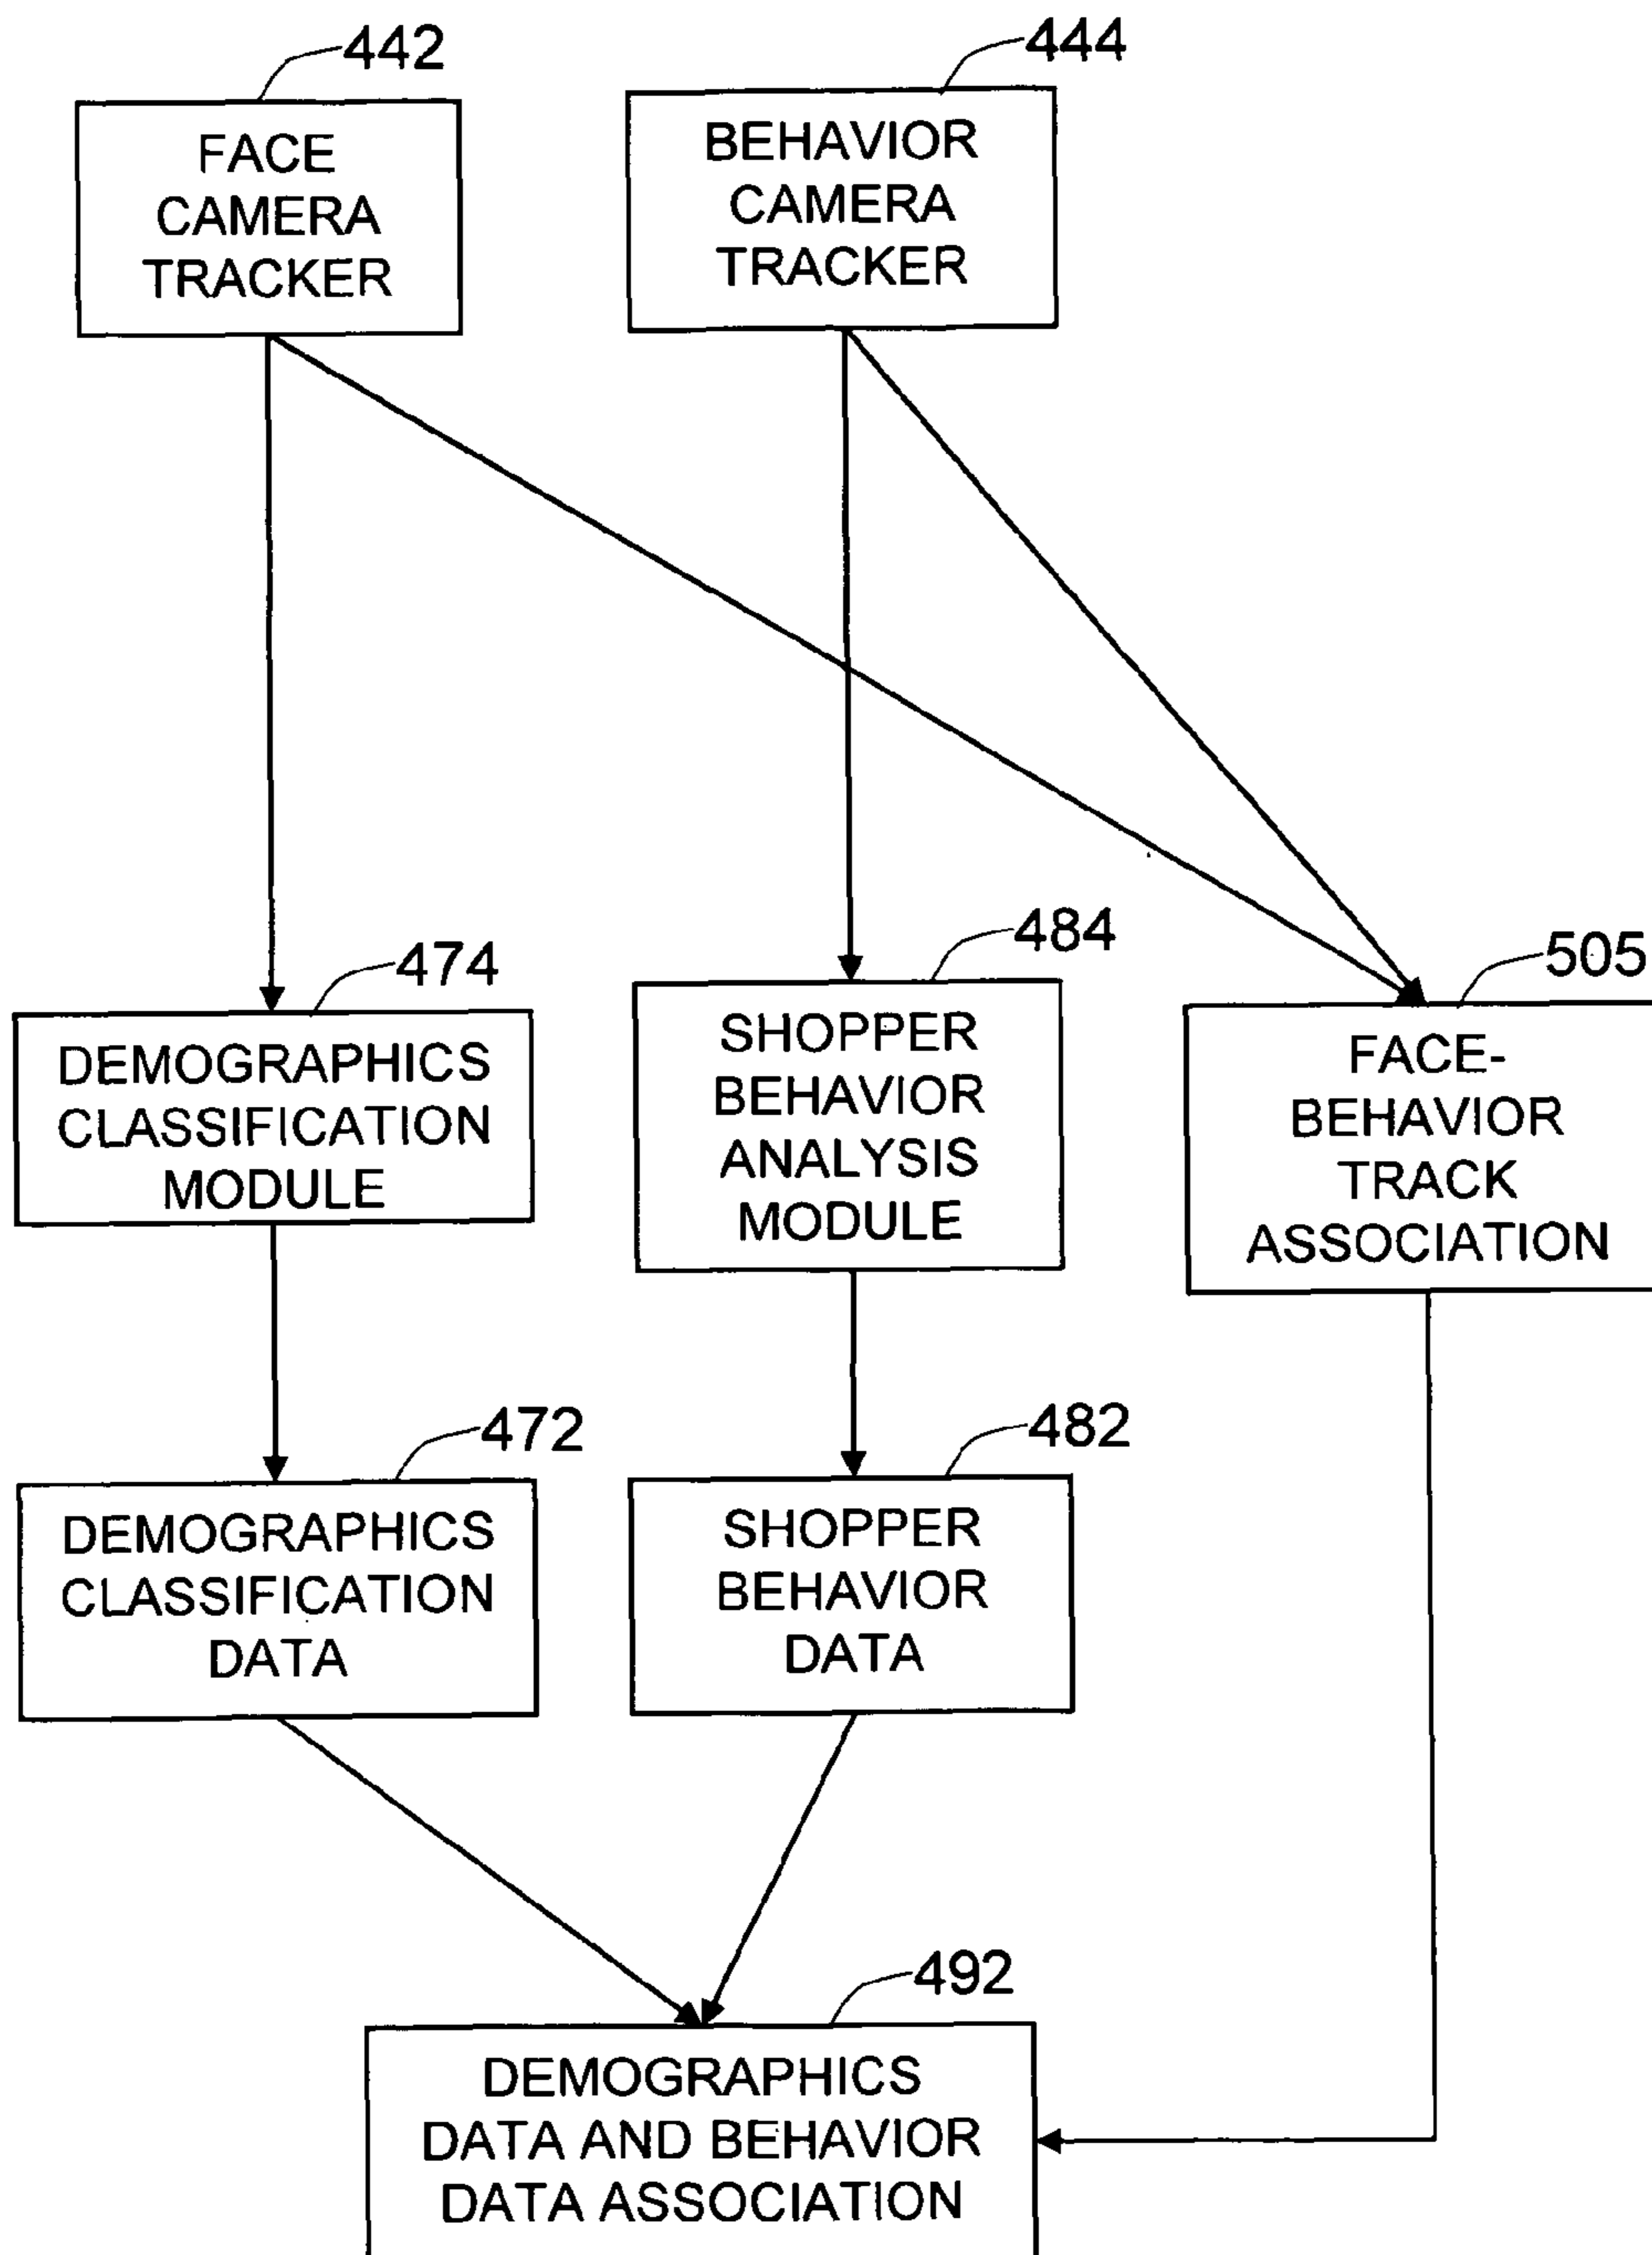 442
444
FACE
CAMERA
TRACKER
BEHAVIOR
CAMERA
TRACKER
474
484
505
DEMOGRAPHICS
CLASSIFICATION
MODULE
SHOPPER
BEHAVIOR
ANALYSIS
MODULE
FACE-
BEHAVIOR
TRACK
ASSOCIATION
472
482
DEMOGRAPHICS
CLASSIFICATION
DATA
SHOPPER
BEHAVIOR
DATA
492
DEMOGRAPHICS
DATA AND BEHAVIOR
DATA ASSOCIATION